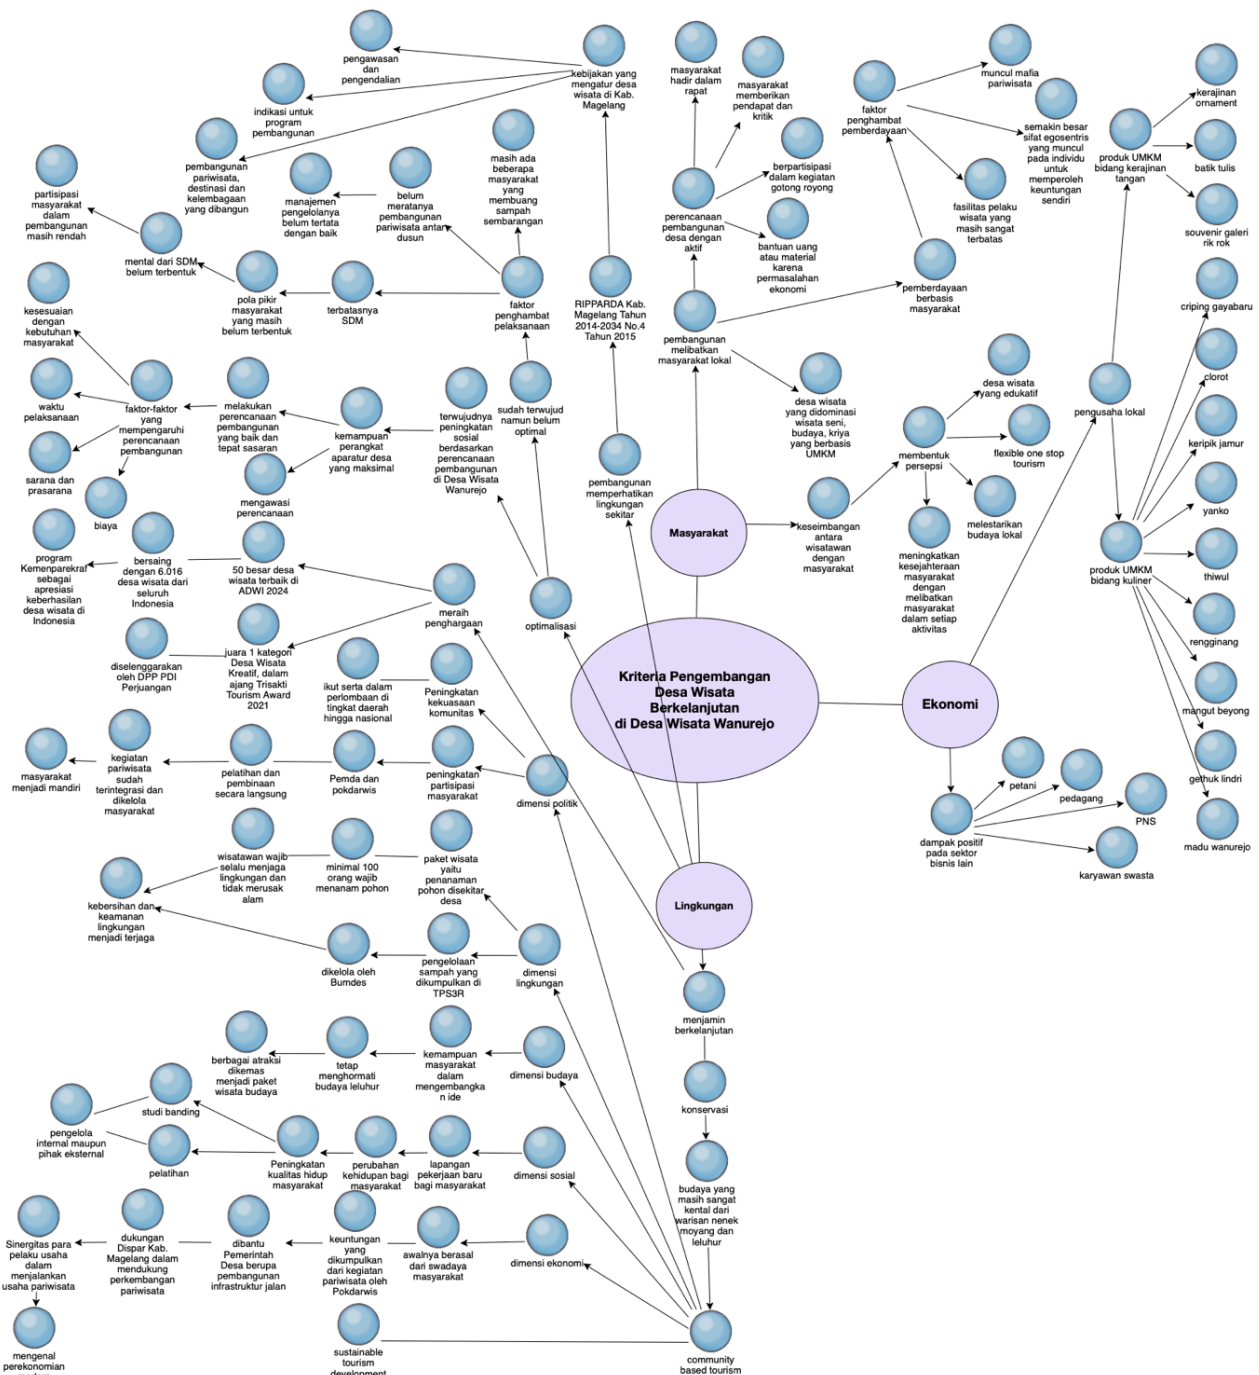 pengawasan
dan
pengendalian
kebijakan yang
mengatur desa
wisata di Kab.
Magelang
indikasi untuk
program
pembangunan
pembangunan
pariwisata,
destinasi dan
kelembagaan
yang dibangun
masih ada
beberapa
masyarakat
yang
membuang
sampah
sembarangan
partisipasi
masyarakat
dalam
pembangunan
masih rendah
manajemen
pengelolanya
belum tertata
dengan baik
belum
meratanya
pembangunan
pariwisata antar
dusun
mental dari SDM
belum terbentuk
pola pikir
masyarakat
yang masih
belum terbentuk
terbatasnya
SDM
faktor
penghambat
pelaksanaan
RIPPARDA Kab.
Magelang Tahun
2014-2034 No.4
Tahun 2015
kesesuaian
dengan
kebutuhan
masyarakat
waktu
pelaksanaan
sarana dan
prasarana
biaya
faktor-faktor
yang
mempengaruhi
perencanaan
pembangunan
melakukan
perencanaan
pembangunan
yang baik dan
tepat sasaran
mengawasi
perencanaan
kemampuan
perangkat
aparatur desa
yang maksimal
terwujudnya
peningkatan
sosial
berdasarkan
perencanaan
pembangunan
di Desa Wisata
Wanurejo
sudah terwujud
namun belum
optimal
pembangunan
memperhatikan
lingkungan
sekitar
program
Kemenparekraf
sebagai
apresiasi
keberhasilan
desa wisata di
Indonesia
bersaing
dengan 6.016
desa wisata dari
seluruh
Indonesia
50 besar desa
wisata terbaik di
ADWI 2024
meraih
penghargaan
optimalisasi
diselenggarakan
oleh DPP PDI
Perjuangan
juara 1 kategori
Desa Wisata
Kreatif, dalam
ajang Trisakti
Tourism Award
2021
ikut serta dalam
perlombaan di
tingkat daerah
hingga nasional
Peningkatan
kekuasaan
komunitas
masyarakat
menjadi mandiri
kegiatan
pariwisata
sudah
terintegrasi dan
dikelola
masyarakat
pelatihan dan
pembinaan
secara langsung
Pemda dan
pokdarwis
peningkatan
partisipasi
masyarakat
dimensi politik
kebersihan dan
keamanan
lingkungan
menjadi terjaga
wisatawan wajib
selalu menjaga
lingkungan dan
tidak merusak
alam
minimal 100
orang wajib
menanam pohon
paket wisata
yaitu
penanaman
pohon disekitar
desa
dikelola oleh
Bumdes
pengelolaan
sampah yang
dikumpulkan di
TPS3R
dimensi
lingkungan
berbagai atraksi
dikemas
menjadi paket
wisata budaya
tetap
menghormati
budaya leluhur
kemampuan
masyarakat
dalam
mengembangka
n ide
dimensi budaya
pengelola
internal maupun
pihak eksternal
studi banding
pelatihan
Peningkatan
kualitas hidup
masyarakat
perubahan
kehidupan bagi
masyarakat
lapangan
pekerjaan baru
bagi masyarakat
dimensi sosial
Sinergitas para
pelaku usaha
dalam
menjalankan
usaha pariwisata
dukungan
Dispar Kab.
Magelang dalam
mendukung
perkembangan
pariwisata
dibantu
Pemerintah
Desa berupa
pembangunan
infrastruktur jalan
keuntungan
yang
dikumpulkan
dari kegiatan
pariwisata oleh
Pokdarwis
awalnya berasal
dari swadaya
masyarakat
dimensi ekonomi
mengenal
perekonomian
sustainable
tourism
development
community
based tourism
masyarakat
hadir dalam
rapat
masyarakat
memberikan
pendapat dan
kritik
berpartisipasi
dalam kegiatan
gotong royong
perencanaan
pembangunan
desa dengan
aktif
bantuan uang
atau material
karena
permasalahan
ekonomi
pembangunan
melibatkan
masyarakat lokal
faktor
penghambat
pemberdayaan
muncul mafia
pariwisata
semakin besar
sifat egosentris
yang muncul
pada individu
untuk
memperoleh
keuntungan
sendiri
fasilitas pelaku
wisata yang
masih sangat
terbatas
pemberdayaan
berbasis
masyarakat
desa wisata
yang didominasi
wisata seni,
budaya, kriya
yang berbasis
UMKM
Masyarakat
keseimbangan
antara
wisatawan
dengan
masyarakat
membentuk
persepsi
desa wisata
yang edukatif
flexible one stop
tourism
melestarikan
budaya lokal
meningkatkan
kesejahteraan
masyarakat
dengan
melibatkan
masyarakat
dalam setiap
aktivitas
produk UMKM
bidang kerajinan
tangan
kerajinan
ornament
batik tulis
souvenir galeri
rik rok
pengusaha lokal
produk UMKM
bidang kuliner
criping gayabaru
clorot
keripik jamur
yanko
thiwul
rengginang
mangut beyong
gethuk lindri
madu wanurejo
Kriteria Pengembangan
Desa Wisata
Berkelanjutan
di Desa Wisata Wanurejo
Ekonomi
dampak positif
pada sektor
bisnis lain
petani
pedagang
PNS
karyawan swasta
Lingkungan
menjamin
berkelanjutan
konservasi
budaya yang
masih sangat
kental dari
warisan nenek
moyang dan
leluhur